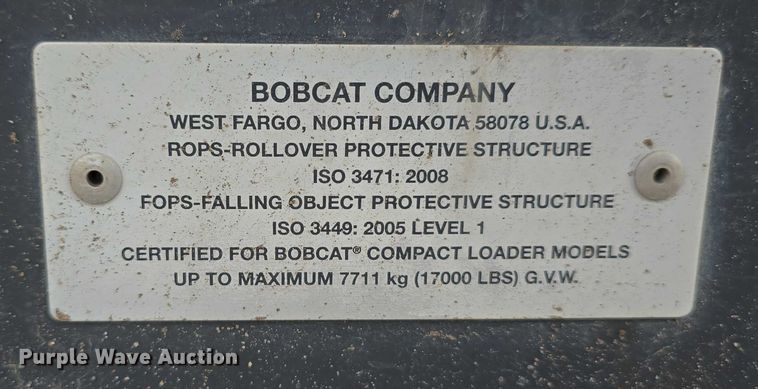 BOBCAT COMPANY
WEST FARGO, NORTH DAKOTA 58078 U.S.A.
ROPS-ROLLOVER PROTECTIVE STRUCTURE
ISO 3471: 2008
FOPS-FALLING OBJECT PROTECTIVE STRUCTURE
ISO 3449: 2005 LEVEL 1
CERTIFIED FOR BOBCAT® COMPACT LOADER MODELS
UP TO MAXIMUM 7711 kg (17000 LBS) G.V.W.
Purple Wave Auction